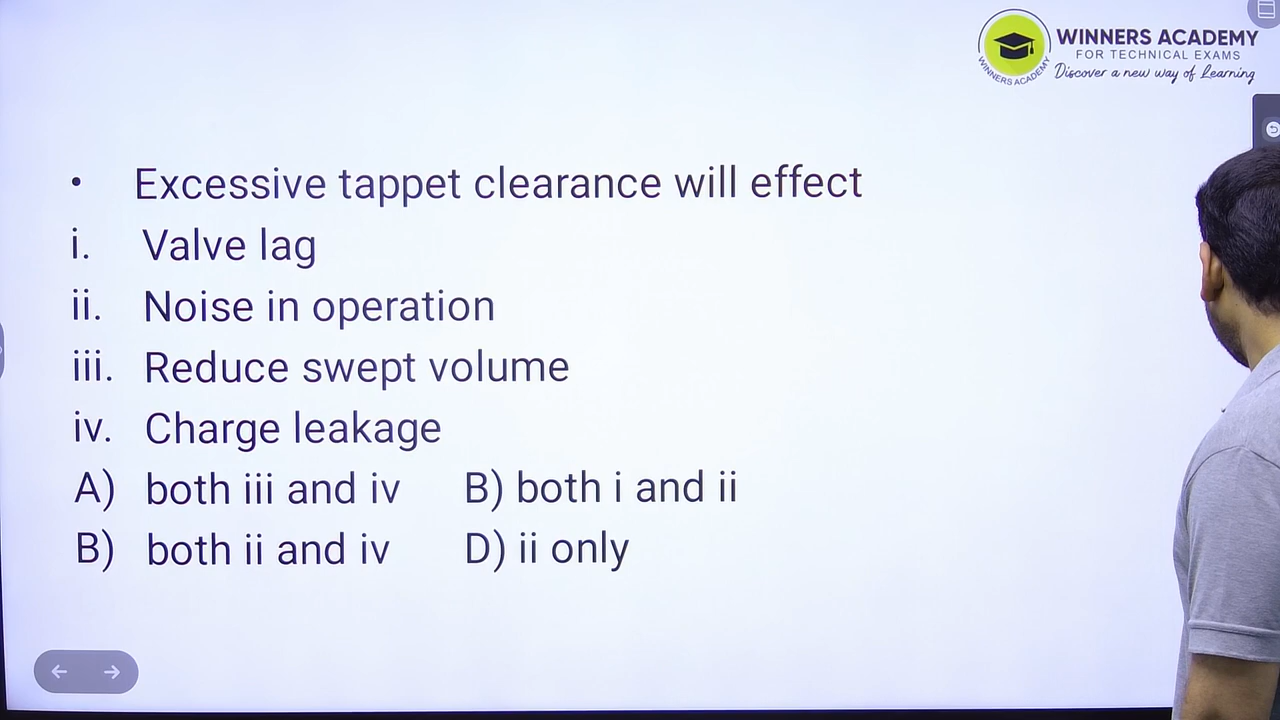 WINNERS ACADEMY
FOR TECHNICAL EXAMS
Discover a new way of Learning
WINNERS ACADEMY
• Excessive tappet clearance will effect
i. Valve lag
ii. Noise in operation
iii. Reduce swept volume
iv. Charge leakage
A) both iii and iv B) both i and ii
B) both ii and iv D) ii only